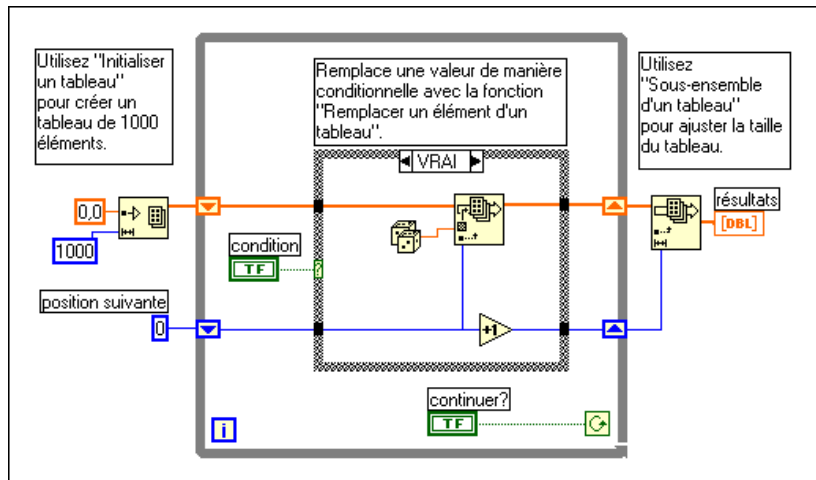 Utilisez "Initialiser
un tableau"
pour créer un
tableau de 1000
éléments.
Remplace une valeur de manière
conditionnelle avec la fonction
"Remplacer un élément d'un
tableau".
Utilisez
"Sous-ensemble
d'un tableau"
pour ajuster la taille
du tableau.
VRAI
0,0
1000
condition
TF
?
résultats
[DBL]
position suivante
0
+1
continuer?
TF
i